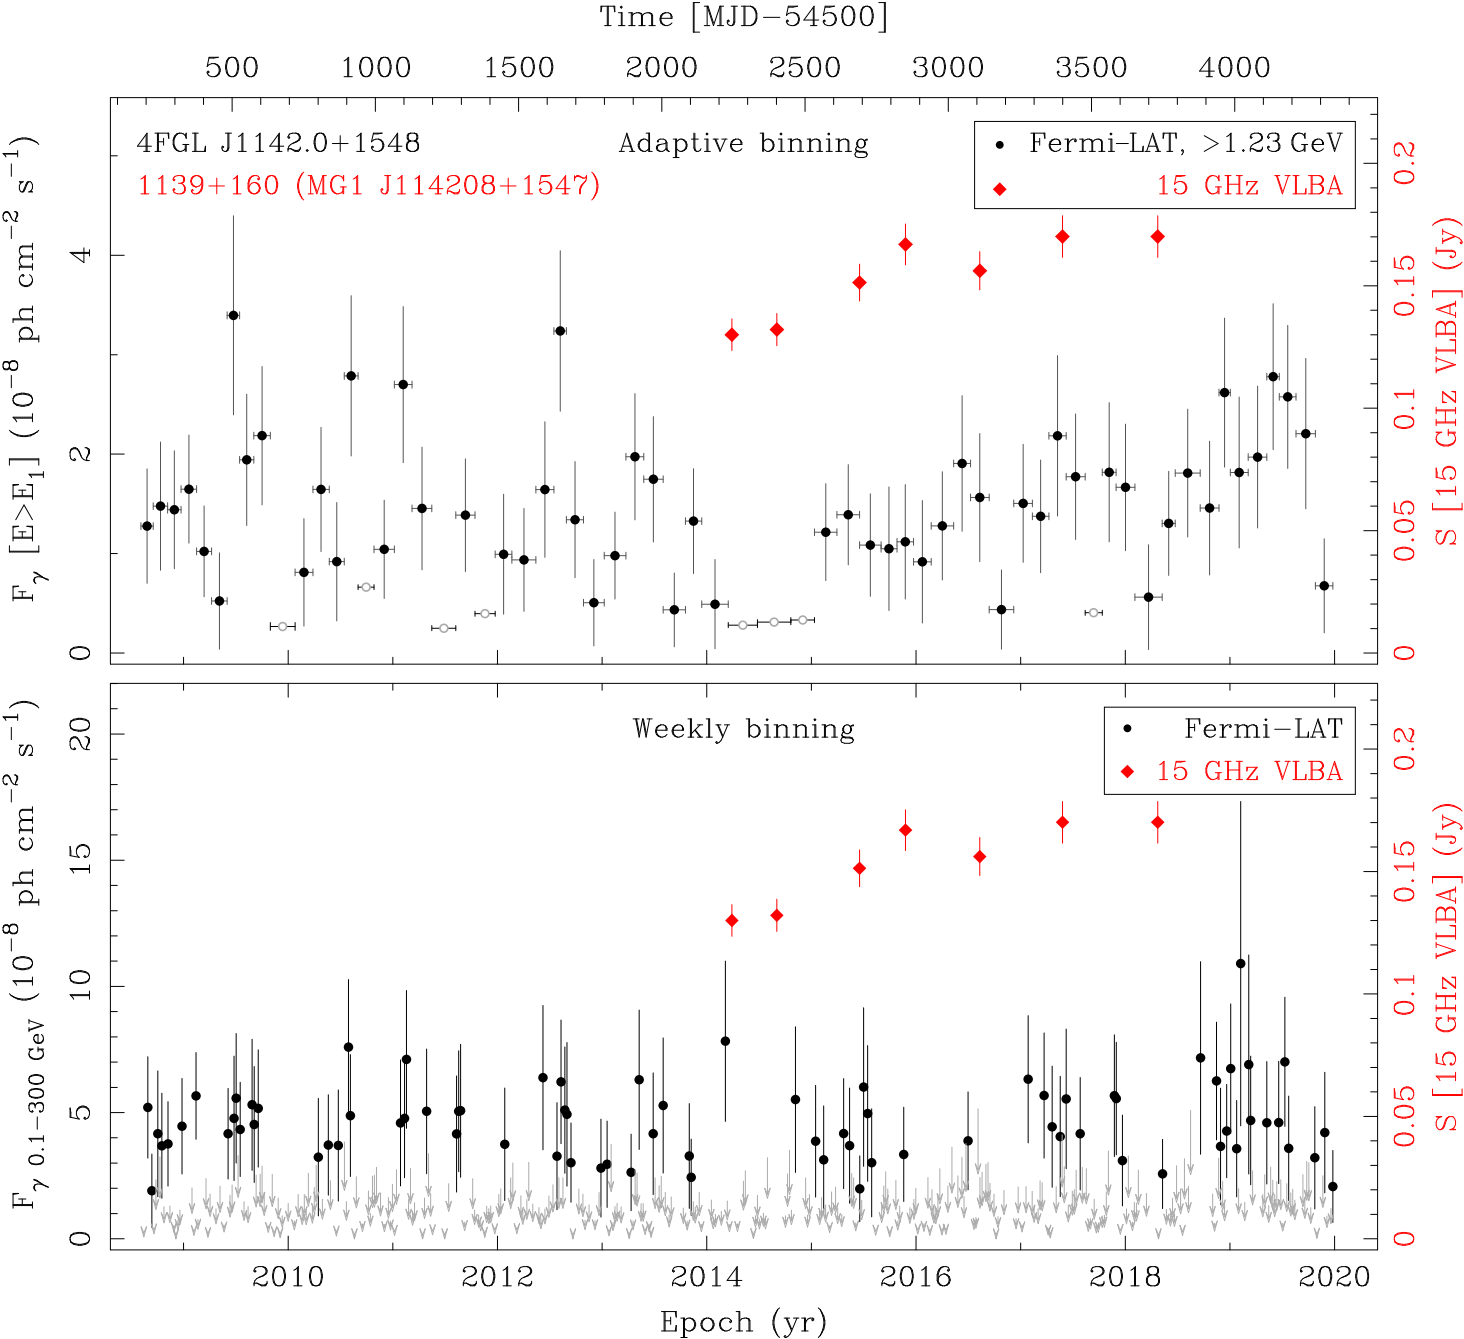 Time [MJD−54500]
500 1000 1500 2000 2500 3000 3500 4000
4FGL J1142.0+1548
1139+160 (MG1 J114208+1547)
Adaptive binning
Fermi−LAT, >1.23 GeV
15 GHz VLBA
F_γ [E>E_1] (10^−8 ph cm^−2 s^−1)
4
2
0
S [15 GHz VLBA] (Jy)
0.2
0.15
0.1
0.05
0
Weekly binning
Fermi−LAT
15 GHz VLBA
F_γ 0.1−300 GeV (10^−8 ph cm^−2 s^−1)
20
15
10
5
0
S [15 GHz VLBA] (Jy)
0.2
0.15
0.1
0.05
0
2010 2012 2014 2016 2018 2020
Epoch (yr)